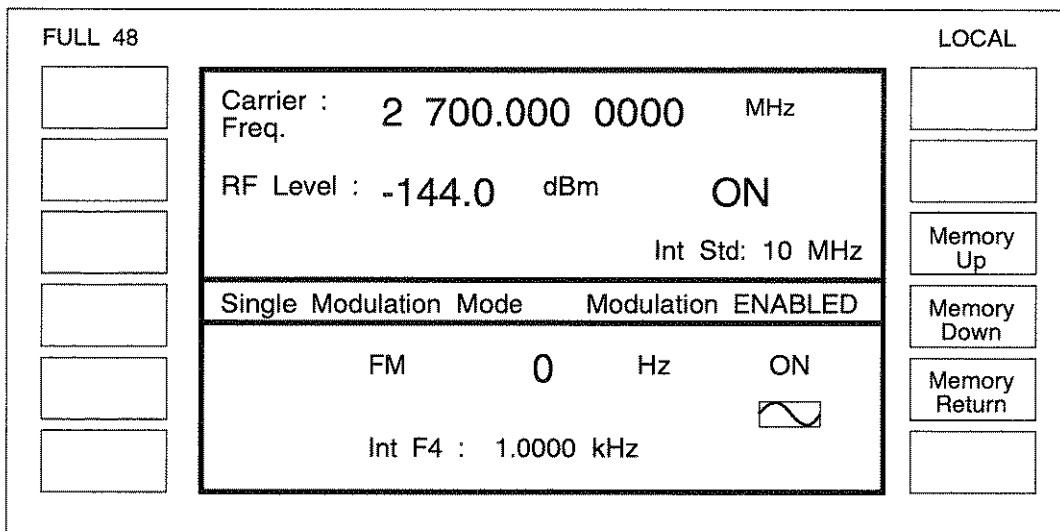 FULL 48
LOCAL
Carrier :
Freq.
2 700.000 0000
MHz
RF Level :
-144.0
dBm
ON
Int Std: 10 MHz
Memory
Up
Single Modulation Mode
Modulation ENABLED
Memory
Down
FM
0
Hz
ON
Memory
Return
Int F4 : 1.0000 kHz